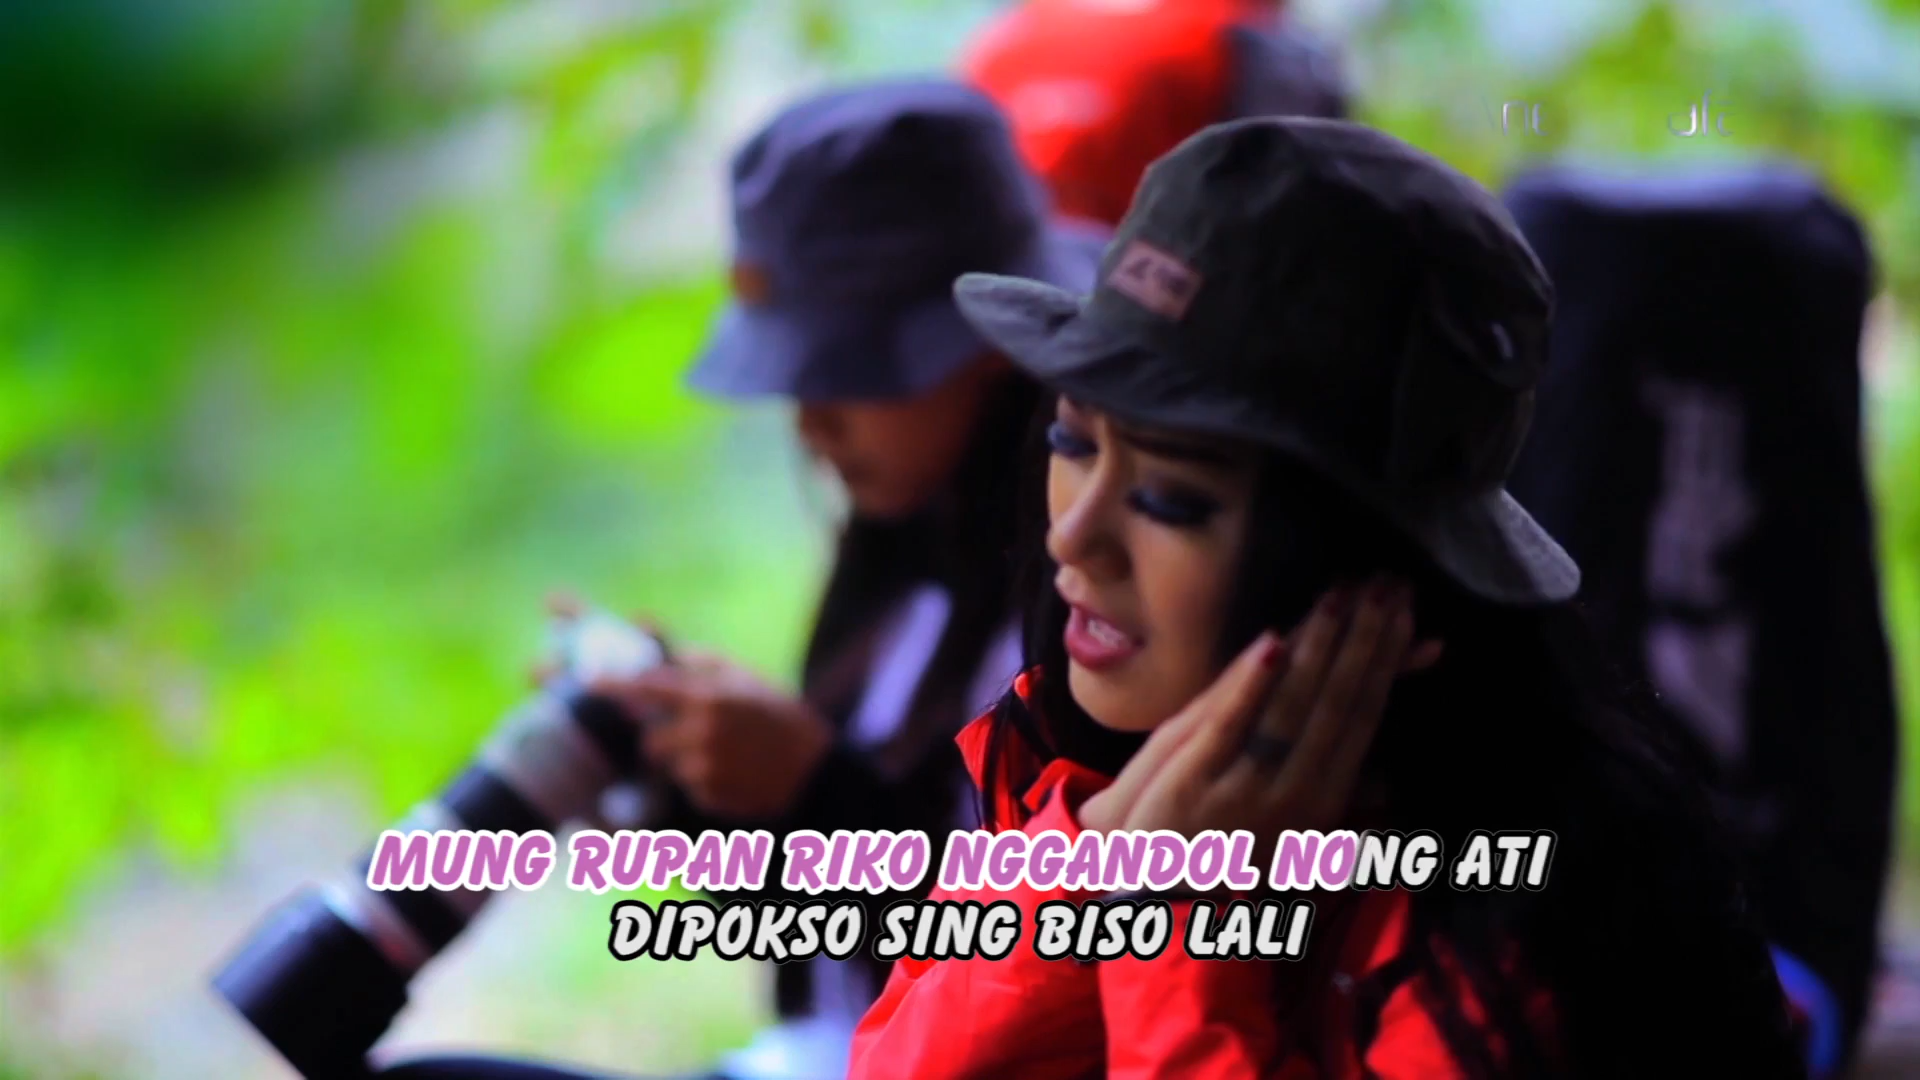 MUNG RUPAN RIKO NGGANDOL NONG ATI
DIPOKSO SING BISO LALI